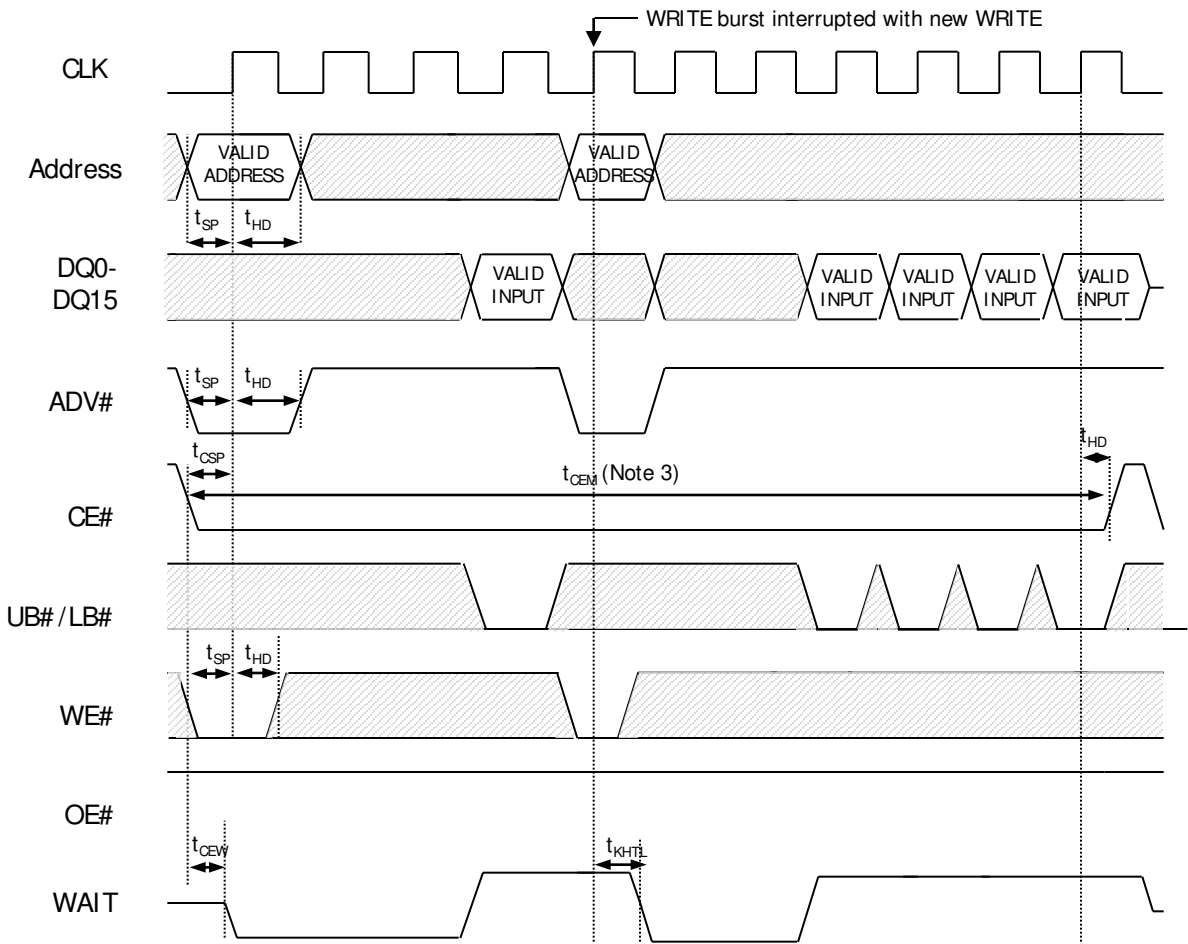 WRITE burst interrupted with new WRITE
CLK
Address
VALID
ADDRESS
VALID
ADDRESS
tSP
tHD
DQ0-
DQ15
VALID
INPUT
VALID
INPUT
VALID
INPUT
VALID
INPUT
VALID
INPUT
ADV#
tSP
tHD
tHD
CE#
tCSP
tCEM (Note 3)
UB# / LB#
tSP
tHD
WE#
OE#
tCEW
tKHTL
WAIT